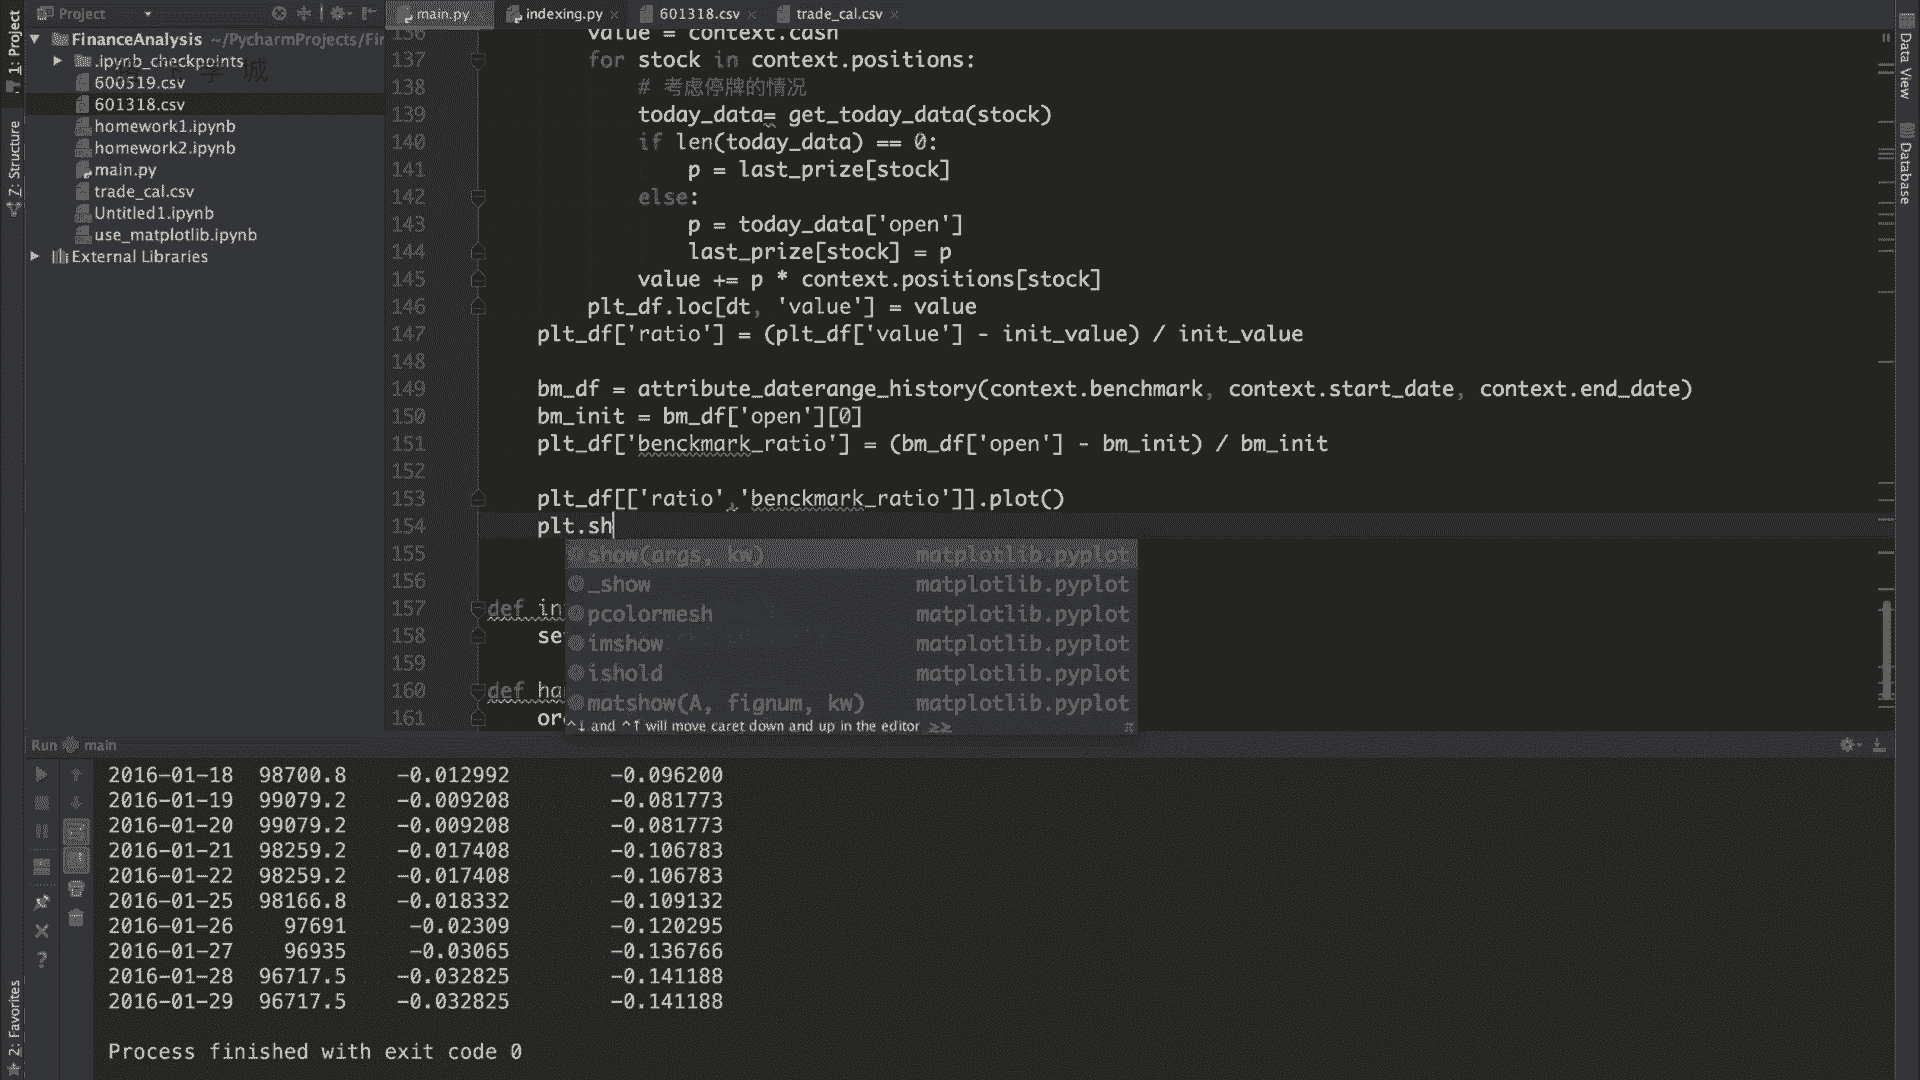 Project
main.py
indexing.py
601318.csv
trade_cal.csv
1: Project
Z: Structure
2: Favorites
Data View
Database
FinanceAnalysis ~/PycharmProjects/Fir
.ipynb_checkpoints
600519.csv
601318.csv
homework1.ipynb
homework2.ipynb
main.py
trade_cal.csv
Untitled1.ipynb
use_matplotlib.ipynb
External Libraries
136 value = context.cash
137 for stock in context.positions:
138 # 考虑停牌的情况
139 today_data= get_today_data(stock)
140 if len(today_data) == 0:
141 p = last_prize[stock]
142 else:
143 p = today_data['open']
144 last_prize[stock] = p
145 value += p * context.positions[stock]
146 plt_df.loc[dt, 'value'] = value
147 plt_df['ratio'] = (plt_df['value'] - init_value) / init_value
148
149 bm_df = attribute_daterange_history(context.benchmark, context.start_date, context.end_date)
150 bm_init = bm_df['open'][0]
151 plt_df['benckmark_ratio'] = (bm_df['open'] - bm_init) / bm_init
152
153 plt_df[['ratio','benckmark_ratio']].plot()
154 plt.sh
155
156
157 def in
158 se
159
160 def ha
161 or
show(args, kw) matplotlib.pyplot
_show matplotlib.pyplot
pcolormesh matplotlib.pyplot
imshow matplotlib.pyplot
ishold matplotlib.pyplot
matshow(A, fignum, kw) matplotlib.pyplot
^↓ and ^↑ will move caret down and up in the editor >> π
Run main
2016-01-18 98700.8 -0.012992 -0.096200
2016-01-19 99079.2 -0.009208 -0.081773
2016-01-20 99079.2 -0.009208 -0.081773
2016-01-21 98259.2 -0.017408 -0.106783
2016-01-22 98259.2 -0.017408 -0.106783
2016-01-25 98166.8 -0.018332 -0.109132
2016-01-26 97691 -0.02309 -0.120295
2016-01-27 96935 -0.03065 -0.136766
2016-01-28 96717.5 -0.032825 -0.141188
2016-01-29 96717.5 -0.032825 -0.141188
Process finished with exit code 0